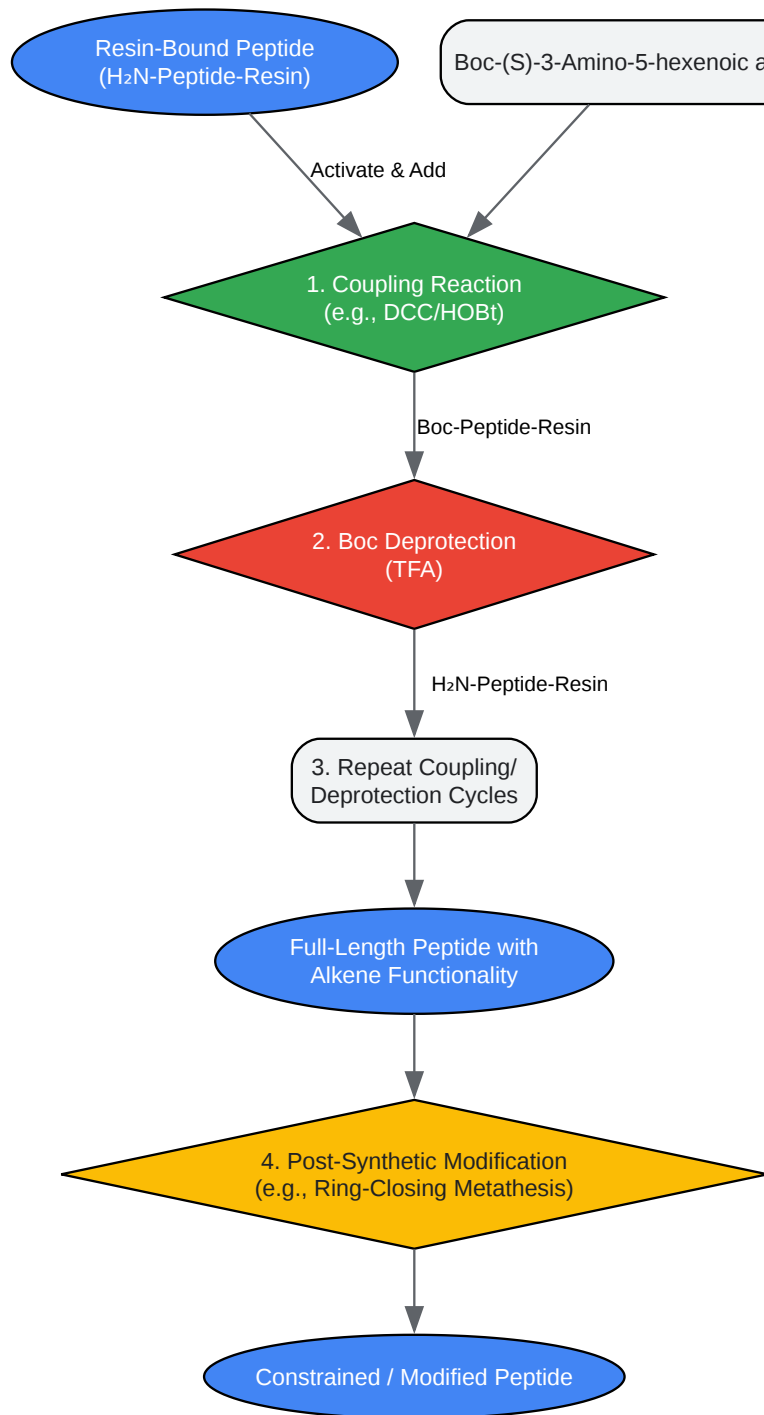 Resin-Bound Peptide
(H₂N-Peptide-Resin)
Boc-(S)-3-Amino-5-hexenoic a
Activate & Add
1. Coupling Reaction
(e.g., DCC/HOBt)
Boc-Peptide-Resin
2. Boc Deprotection
(TFA)
H₂N-Peptide-Resin
3. Repeat Coupling/
Deprotection Cycles
Full-Length Peptide with
Alkene Functionality
4. Post-Synthetic Modification
(e.g., Ring-Closing Metathesis)
Constrained / Modified Peptide